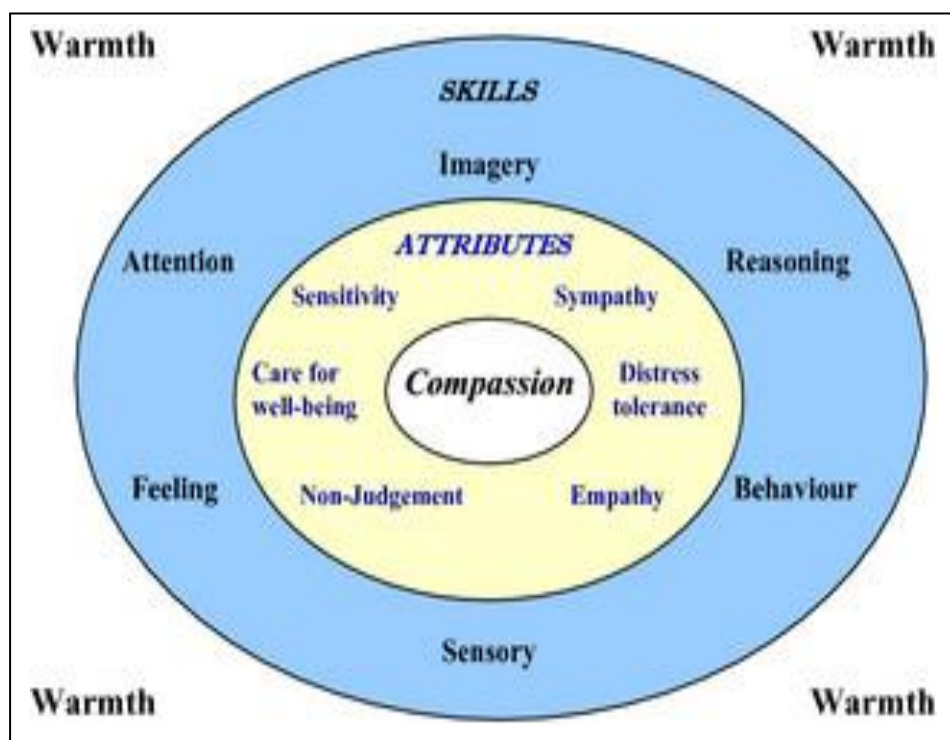 Warmth
Warmth
SKILLS
Imagery
Attention
Reasoning
ATTRIBUTES
Sensitivity
Sympathy
Care for
well-being
Compassion
Distress
tolerance
Feeling
Non-Judgement
Empathy
Behaviour
Sensory
Warmth
Warmth